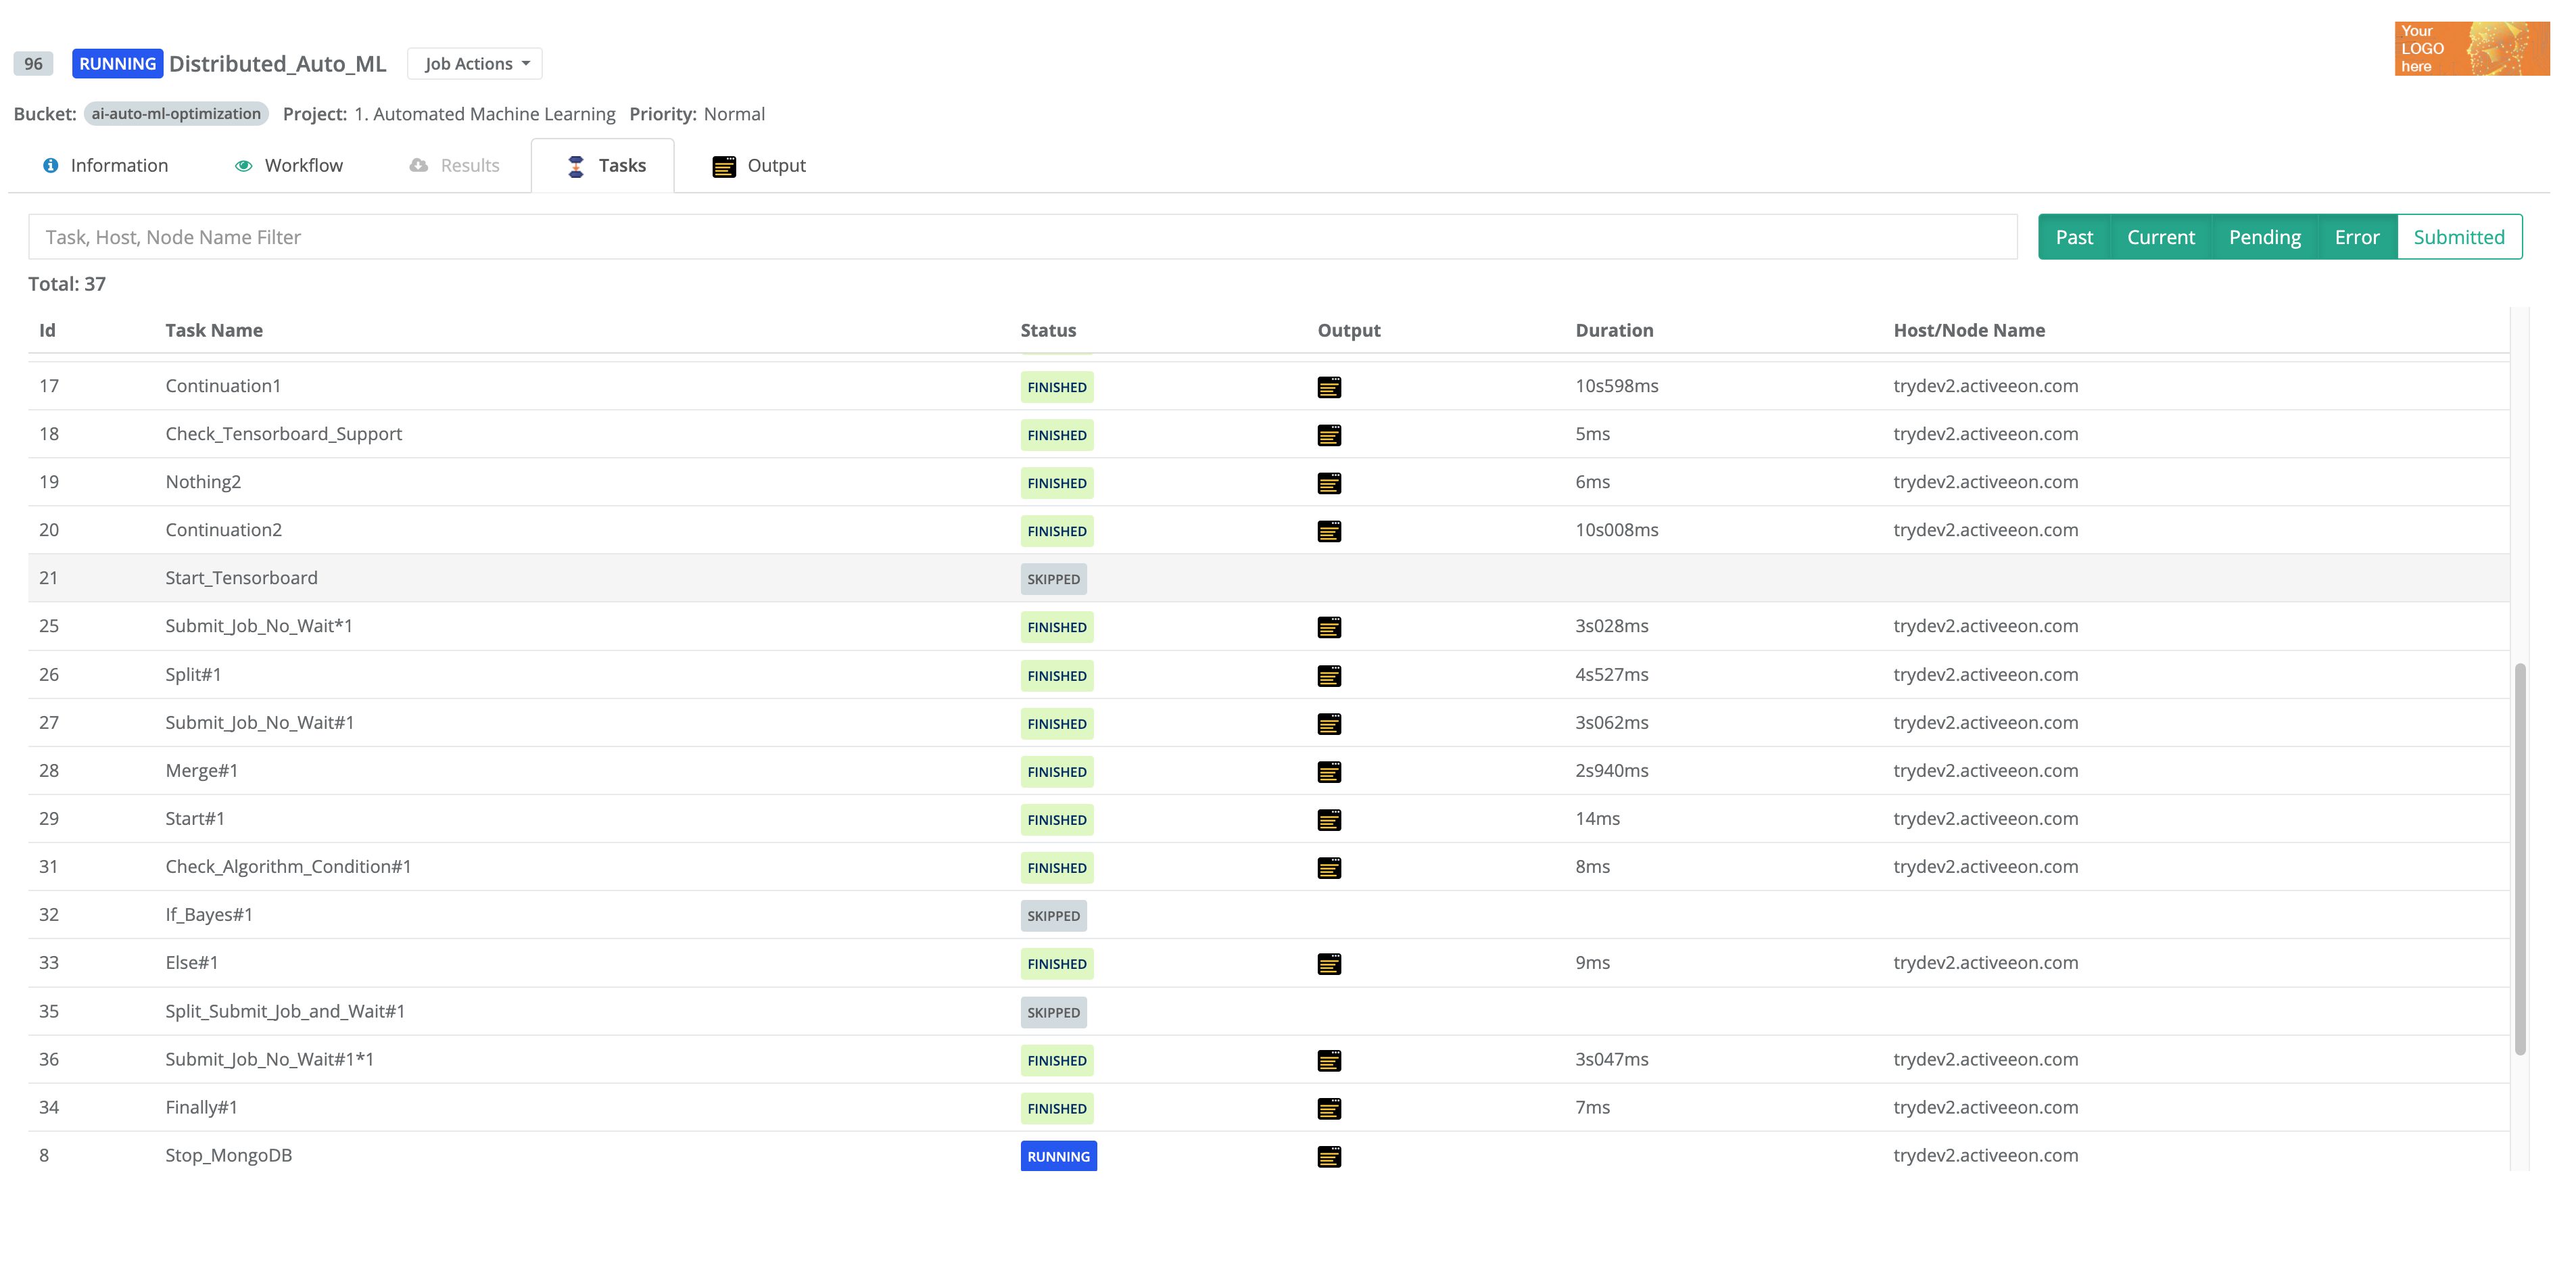 96 RUNNING Distributed_Auto_ML Job Actions
Your
LOGO
here
Bucket: ai-auto-ml-optimization Project: 1. Automated Machine Learning Priority: Normal
Information Workflow Results Tasks Output
Task, Host, Node Name Filter Past Current Pending Error Submitted
Total: 37
Id Task Name Status Output Duration Host/Node Name
17 Continuation1 FINISHED 10s598ms trydev2.activeeon.com
18 Check_Tensorboard_Support FINISHED 5ms trydev2.activeeon.com
19 Nothing2 FINISHED 6ms trydev2.activeeon.com
20 Continuation2 FINISHED 10s008ms trydev2.activeeon.com
21 Start_Tensorboard SKIPPED
25 Submit_Job_No_Wait*1 FINISHED 3s028ms trydev2.activeeon.com
26 Split#1 FINISHED 4s527ms trydev2.activeeon.com
27 Submit_Job_No_Wait#1 FINISHED 3s062ms trydev2.activeeon.com
28 Merge#1 FINISHED 2s940ms trydev2.activeeon.com
29 Start#1 FINISHED 14ms trydev2.activeeon.com
31 Check_Algorithm_Condition#1 FINISHED 8ms trydev2.activeeon.com
32 If_Bayes#1 SKIPPED
33 Else#1 FINISHED 9ms trydev2.activeeon.com
35 Split_Submit_Job_and_Wait#1 SKIPPED
36 Submit_Job_No_Wait#1*1 FINISHED 3s047ms trydev2.activeeon.com
34 Finally#1 FINISHED 7ms trydev2.activeeon.com
8 Stop_MongoDB RUNNING trydev2.activeeon.com